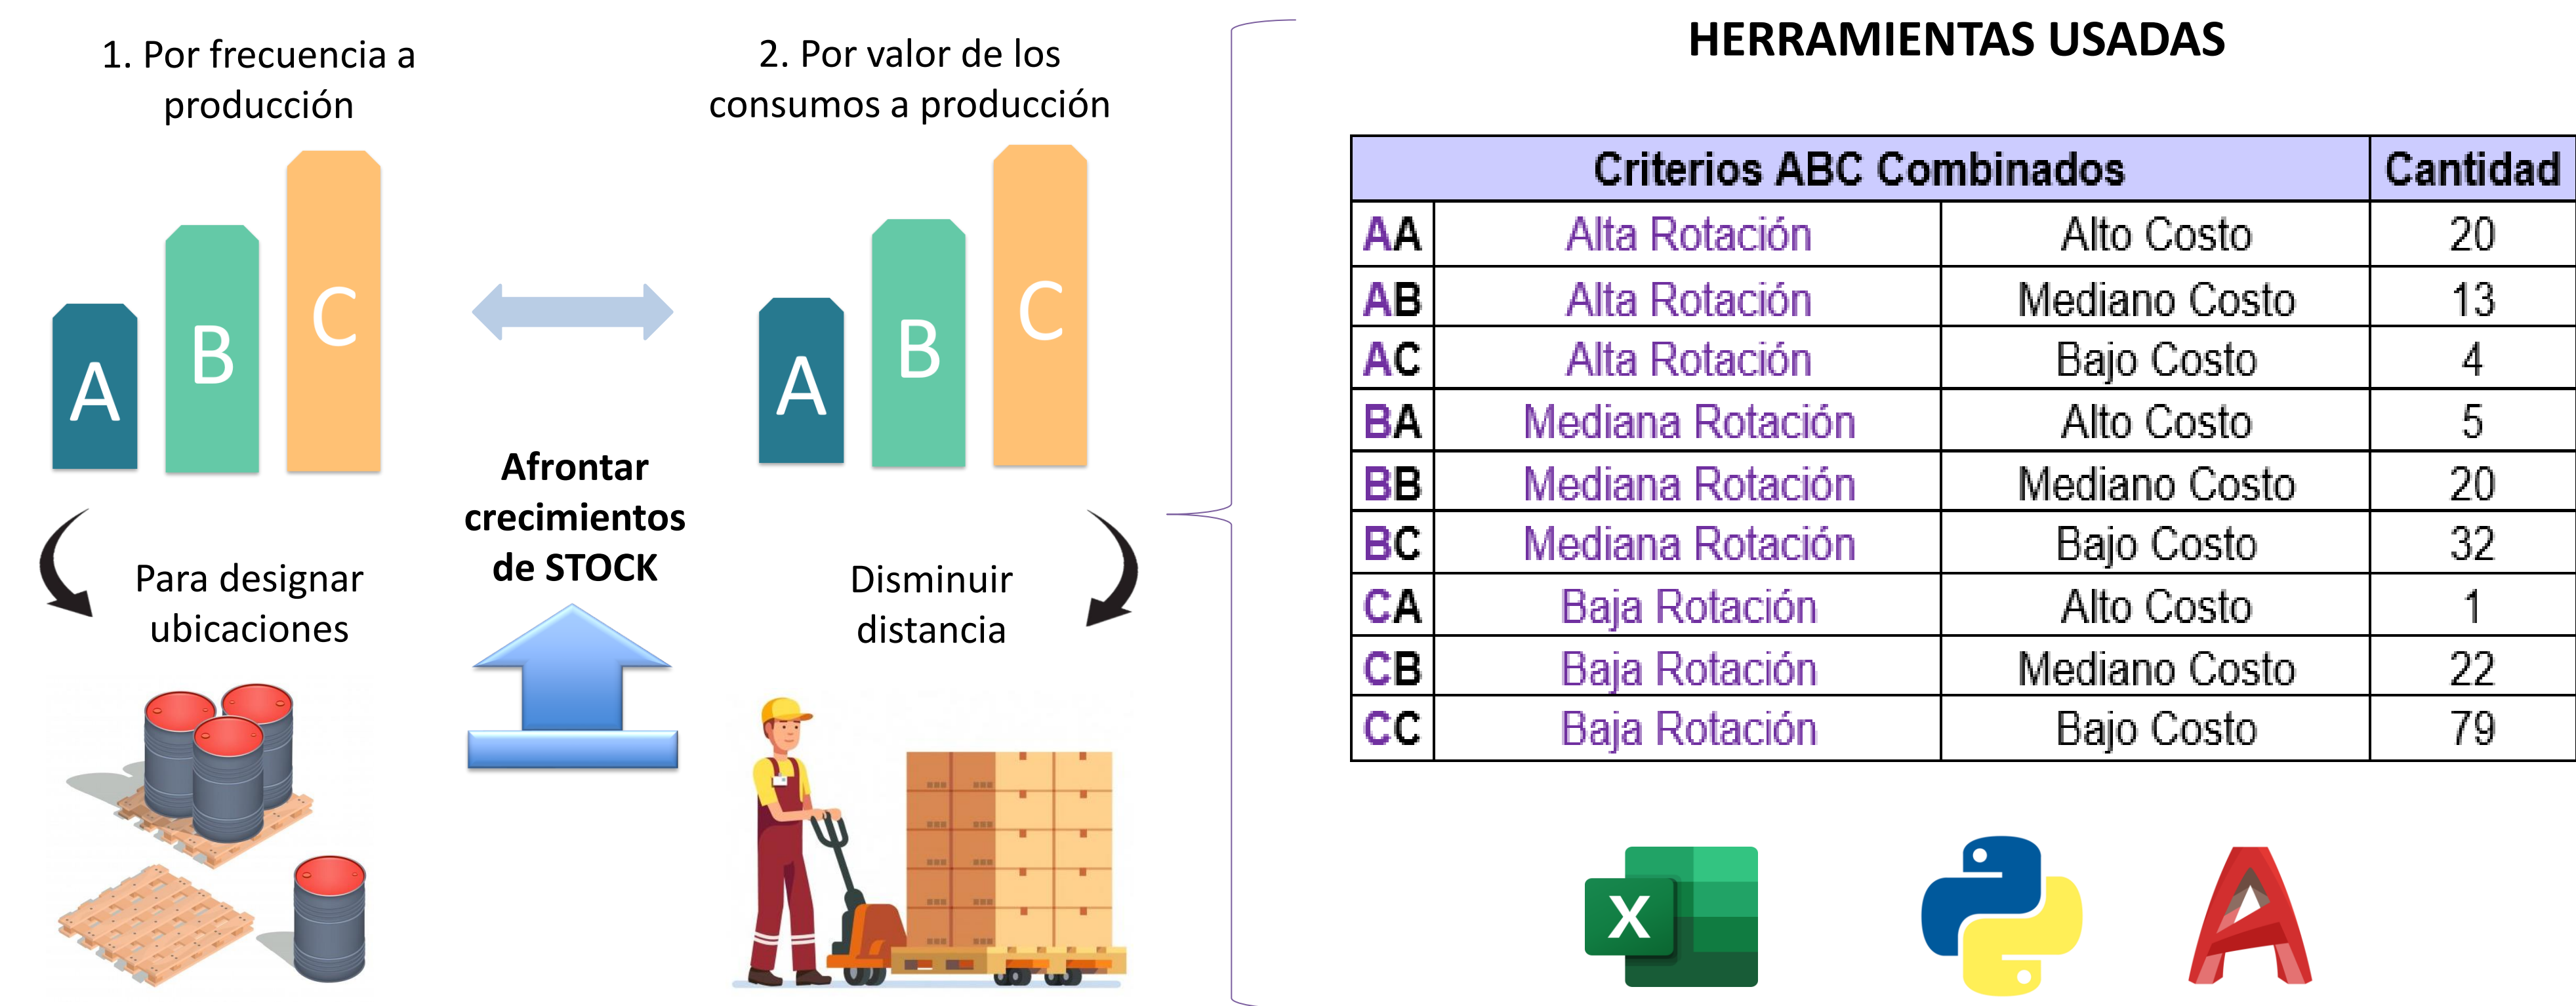 1. Por frecuencia a
producción
A
B
C
Para designar
ubicaciones
Afrontar
crecimientos
de STOCK
2. Por valor de los
consumos a producción
A
B
C
Disminuir
distancia
HERRAMIENTAS USADAS
Criterios ABC Combinados Cantidad
AA Alta Rotación Alto Costo 20
AB Alta Rotación Mediano Costo 13
AC Alta Rotación Bajo Costo 4
BA Mediana Rotación Alto Costo 5
BB Mediana Rotación Mediano Costo 20
BC Mediana Rotación Bajo Costo 32
CA Baja Rotación Alto Costo 1
CB Baja Rotación Mediano Costo 22
CC Baja Rotación Bajo Costo 79
X
A